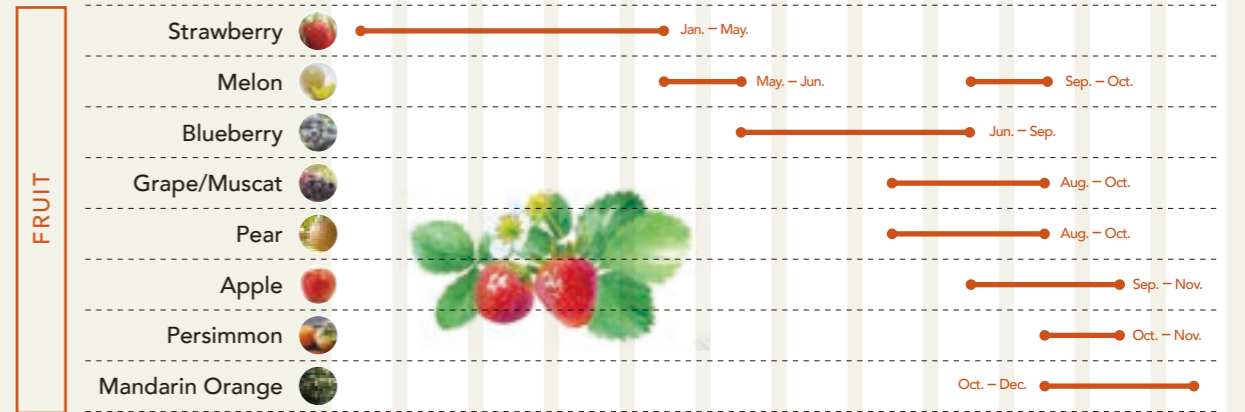 FRUIT
Strawberry Jan. – May.
Melon May. – Jun. Sep. – Oct.
Blueberry Jun. – Sep.
Grape/Muscat Aug. – Oct.
Pear Aug. – Oct.
Apple Sep. – Nov.
Persimmon Oct. – Nov.
Mandarin Orange Oct. – Dec.